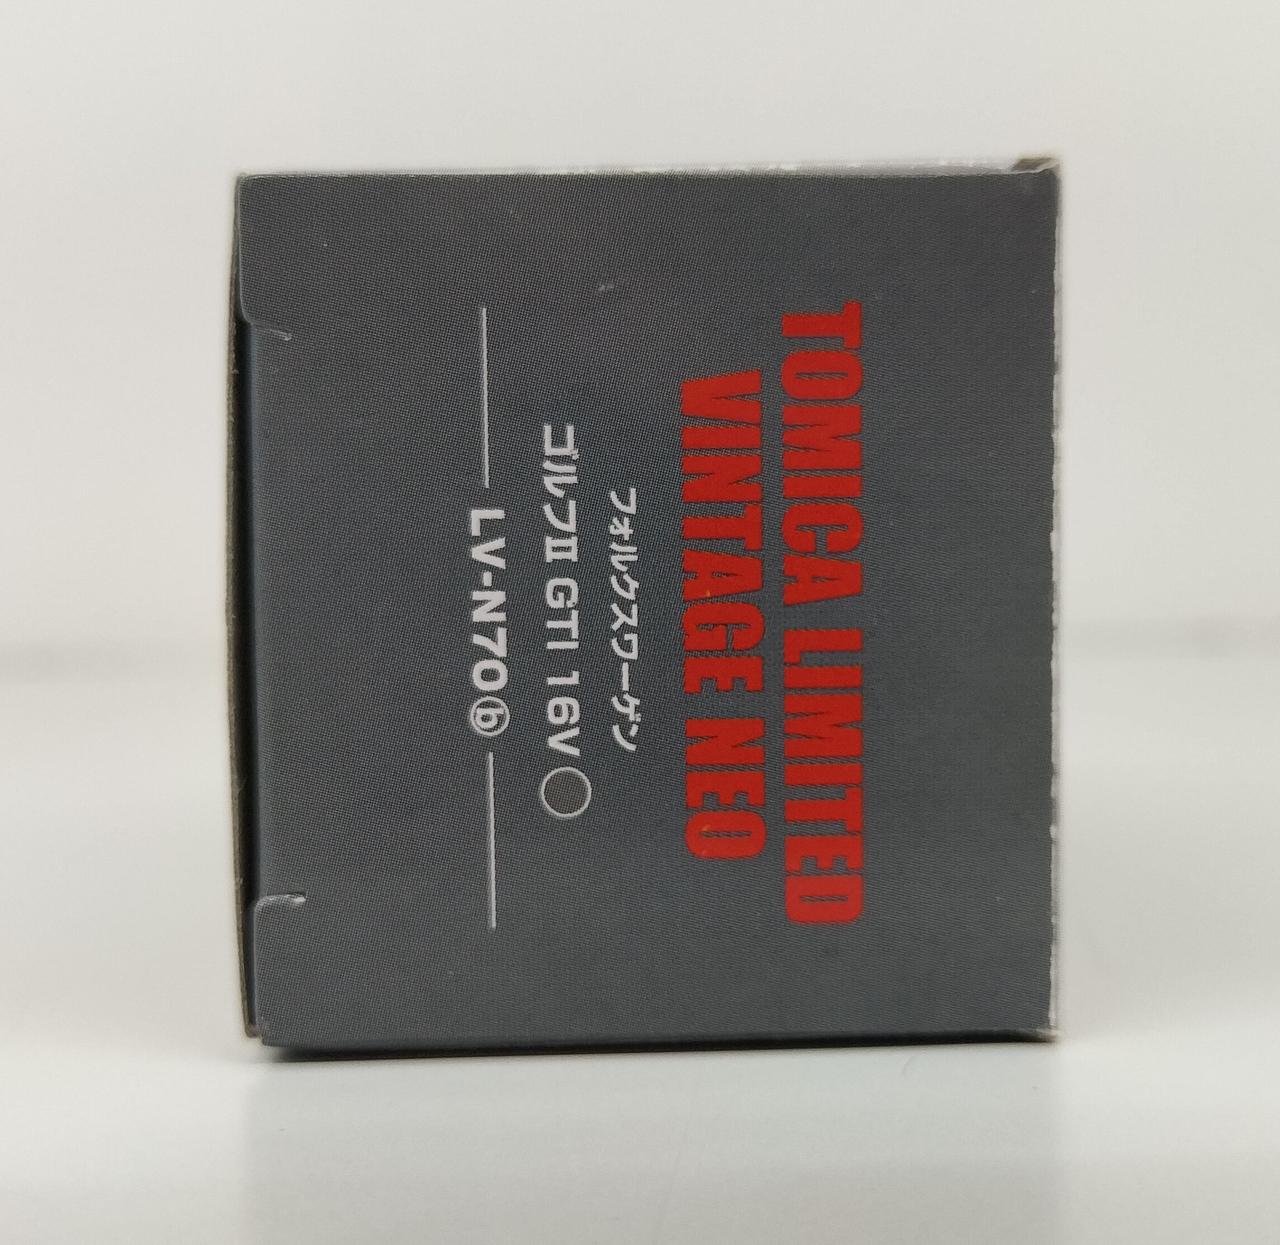 TOMICA LIMITED
VINTAGE NEO
フォルクスワーゲン
ゴルフⅡ GTI 16V
LV-N70ⓑ